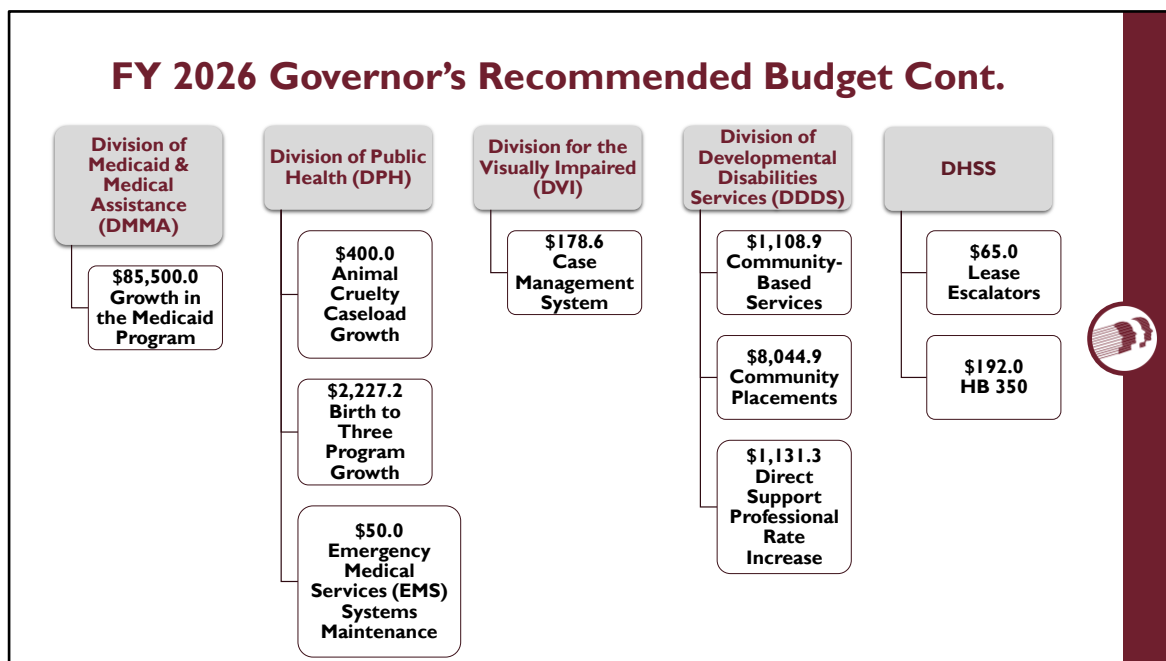 FY 2026 Governor’s Recommended Budget Cont.
Division of
Medicaid &
Medical
Assistance
(DMMA)
$85,500.0
Growth in
the Medicaid
Program
Division of Public
Health (DPH)
$400.0
Animal
Cruelty
Caseload
Growth
$2,227.2
Birth to
Three
Program
Growth
$50.0
Emergency
Medical
Services (EMS)
Systems
Maintenance
Division for the
Visually Impaired
(DVI)
$178.6
Case
Management
System
Division of
Developmental
Disabilities
Services (DDDS)
$1,108.9
Community-
Based
Services
$8,044.9
Community
Placements
$1,131.3
Direct
Support
Professional
Rate
Increase
DHSS
$65.0
Lease
Escalators
$192.0
HB 350